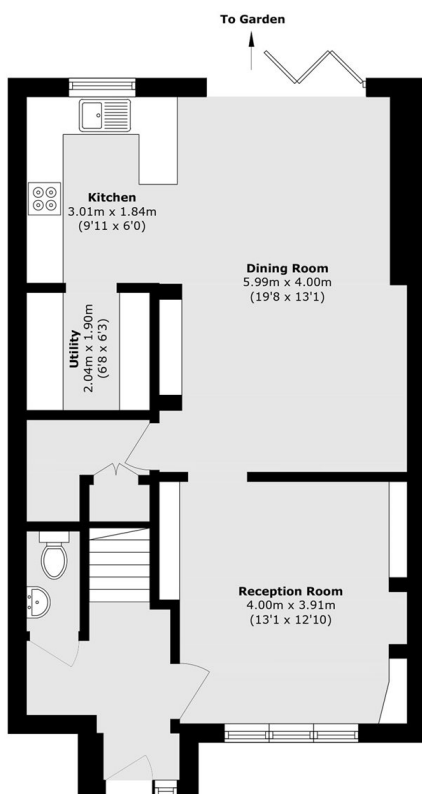 To Garden
Kitchen
3.01m x 1.84m
(9'11 x 6'0)
Dining Room
5.99m x 4.00m
(19'8 x 13'1)
Utility
2.04m x 1.90m
(6'8 x 6'3)
Reception Room
4.00m x 3.91m
(13'1 x 12'10)